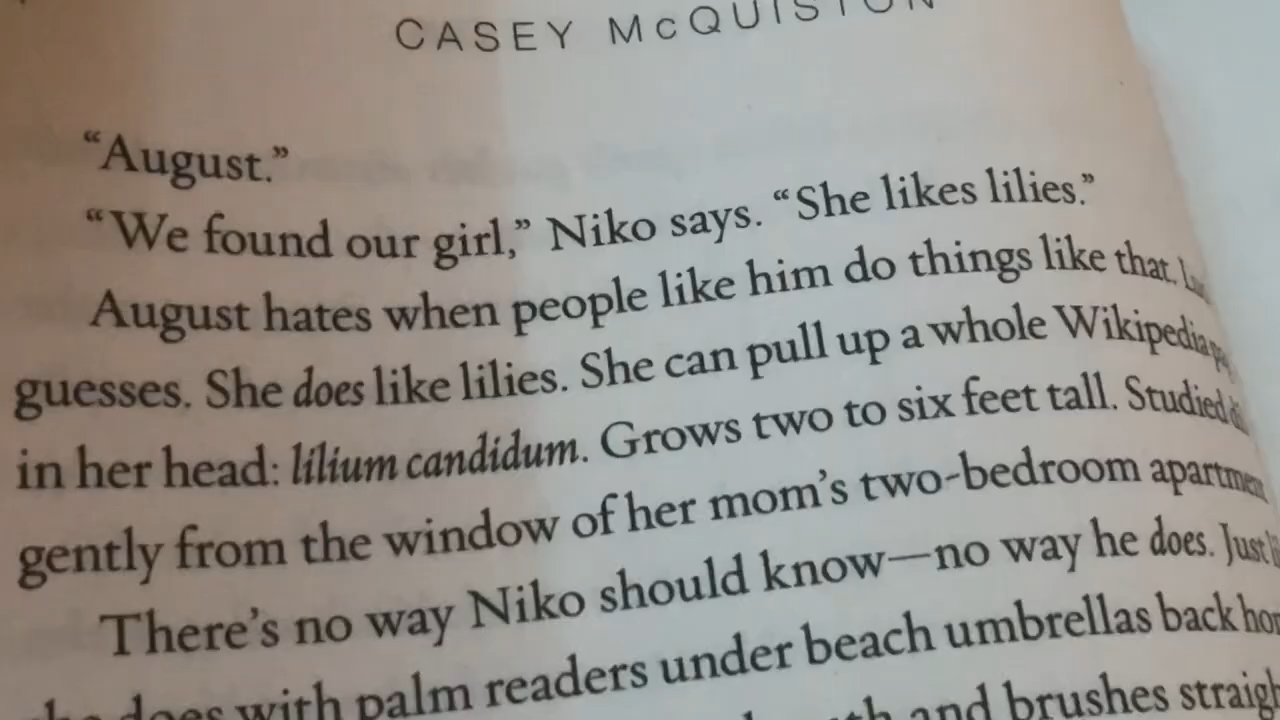 CASEY McQUISTON
“August.”
“We found our girl,” Niko says. “She likes lilies.”
August hates when people like him do things like that.
guesses. She does like lilies. She can pull up a whole Wikipedia
in her head: lilium candidum. Grows two to six feet tall. Studied
gently from the window of her mom’s two-bedroom apartment
There’s no way Niko should know—no way he does. Just
does with palm readers under beach umbrellas back
and brushes